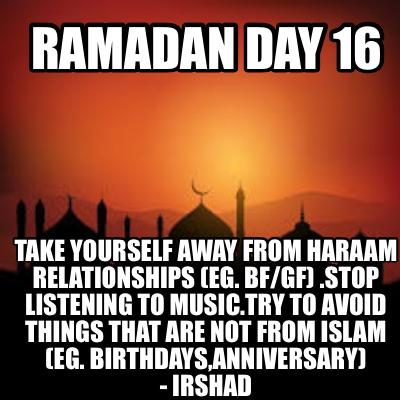 RAMADAN DAY 16
TAKE YOURSELF AWAY FROM HARAAM
RELATIONSHIPS (EG. BF/GF) .STOP
LISTENING TO MUSIC.TRY TO AVOID
THINGS THAT ARE NOT FROM ISLAM
(EG. BIRTHDAYS,ANNIVERSARY)
- IRSHAD